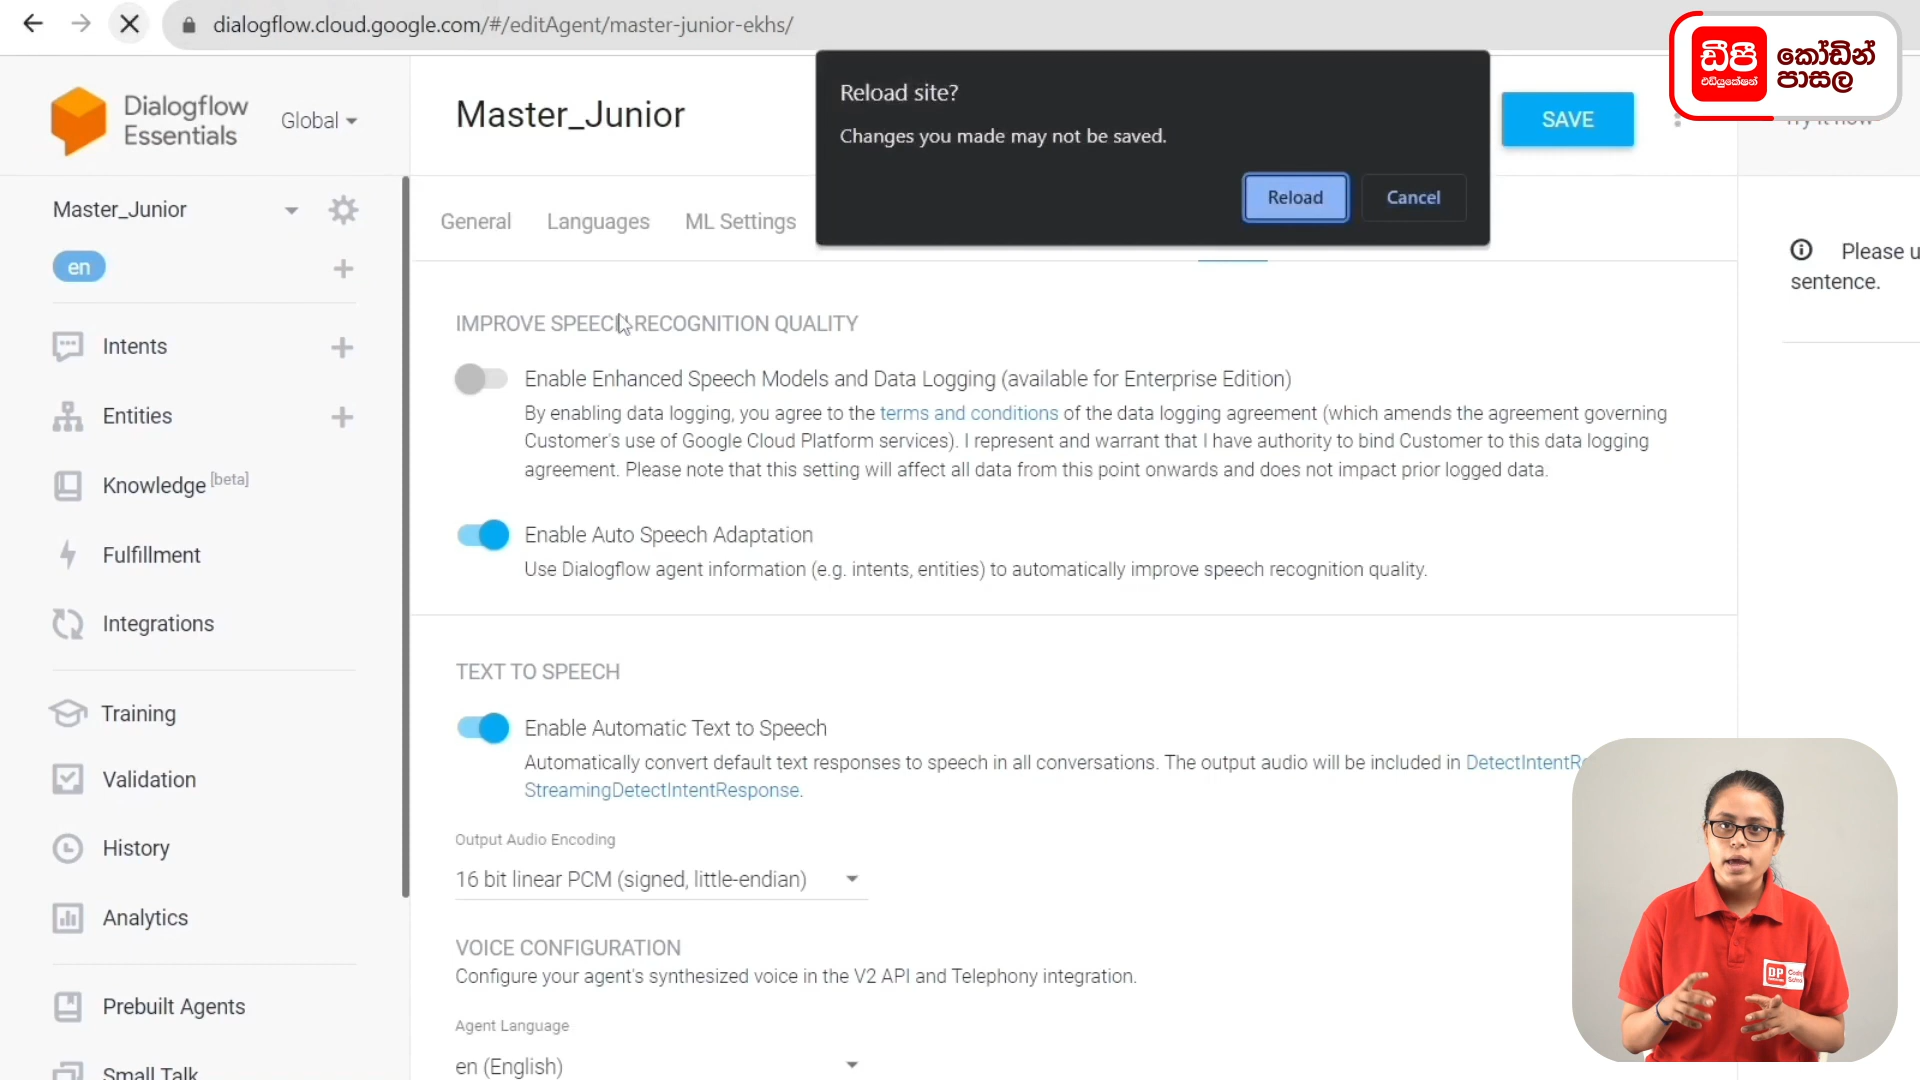 dialogflow.cloud.google.com/#/editAgent/master-junior-ekhs/
ඩීපී
එඩියුකේෂන්
කෝඩින්
පාසල
Dialogflow
Essentials
Global
Master_Junior
Reload site?
Changes you made may not be saved.
Reload
Cancel
SAVE
Try it now
Master_Junior
en
General
Languages
ML Settings
Please u
sentence.
Intents
Entities
Knowledge [beta]
Fulfillment
Integrations
Training
Validation
History
Analytics
Prebuilt Agents
Small Talk
IMPROVE SPEECH RECOGNITION QUALITY
Enable Enhanced Speech Models and Data Logging (available for Enterprise Edition)
By enabling data logging, you agree to the terms and conditions of the data logging agreement (which amends the agreement governing
Customer's use of Google Cloud Platform services). I represent and warrant that I have authority to bind Customer to this data logging
agreement. Please note that this setting will affect all data from this point onwards and does not impact prior logged data.
Enable Auto Speech Adaptation
Use Dialogflow agent information (e.g. intents, entities) to automatically improve speech recognition quality.
TEXT TO SPEECH
Enable Automatic Text to Speech
Automatically convert default text responses to speech in all conversations. The output audio will be included in DetectIntentRe
StreamingDetectIntentResponse.
Output Audio Encoding
16 bit linear PCM (signed, little-endian)
VOICE CONFIGURATION
Configure your agent's synthesized voice in the V2 API and Telephony integration.
Agent Language
en (English)
DP